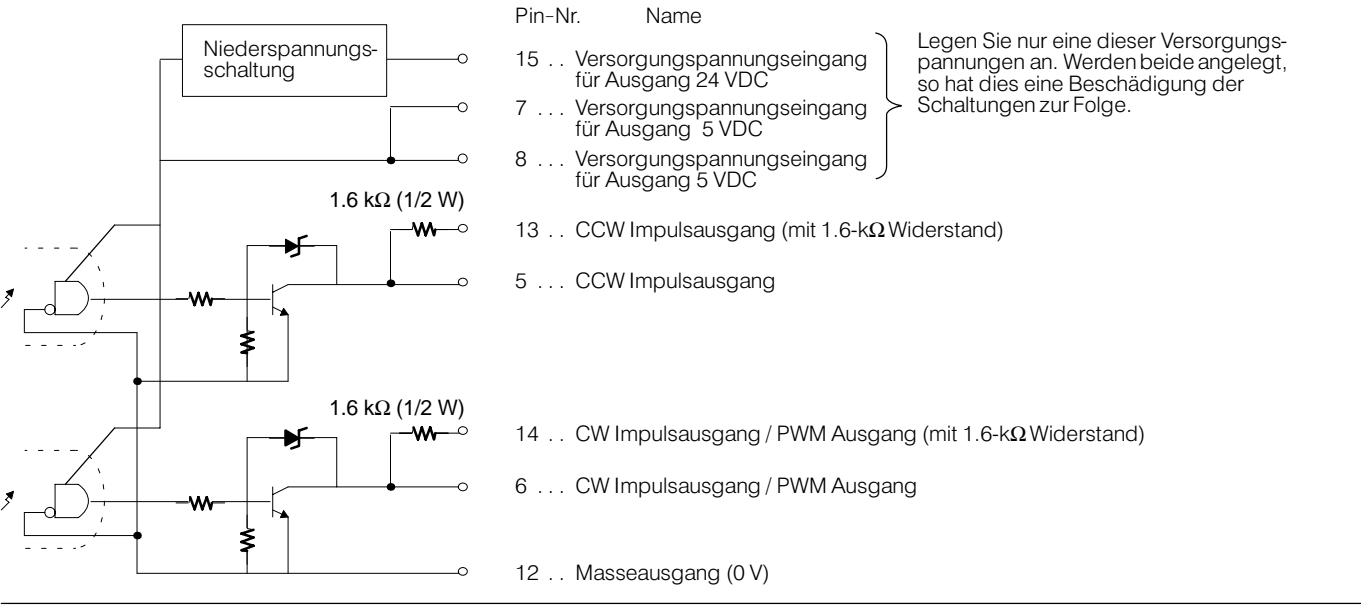 Pin-Nr. Name
Niederspannungs-
schaltung
15 . . Versorgungspannungseingang
für Ausgang 24 VDC
7 . . . Versorgungspannungseingang
für Ausgang 5 VDC
8 . . . Versorgungspannungseingang
für Ausgang 5 VDC
Legen Sie nur eine dieser Versorgungs-
pannungen an. Werden beide angelegt,
so hat dies eine Beschädigung der
Schaltungen zur Folge.
1.6 kΩ (1/2 W)
13 . . CCW Impulsausgang (mit 1.6-kΩ Widerstand)
5 . . . CCW Impulsausgang
1.6 kΩ (1/2 W)
14 . . CW Impulsausgang / PWM Ausgang (mit 1.6-kΩ Widerstand)
6 . . . CW Impulsausgang / PWM Ausgang
12 . . Masseausgang (0 V)